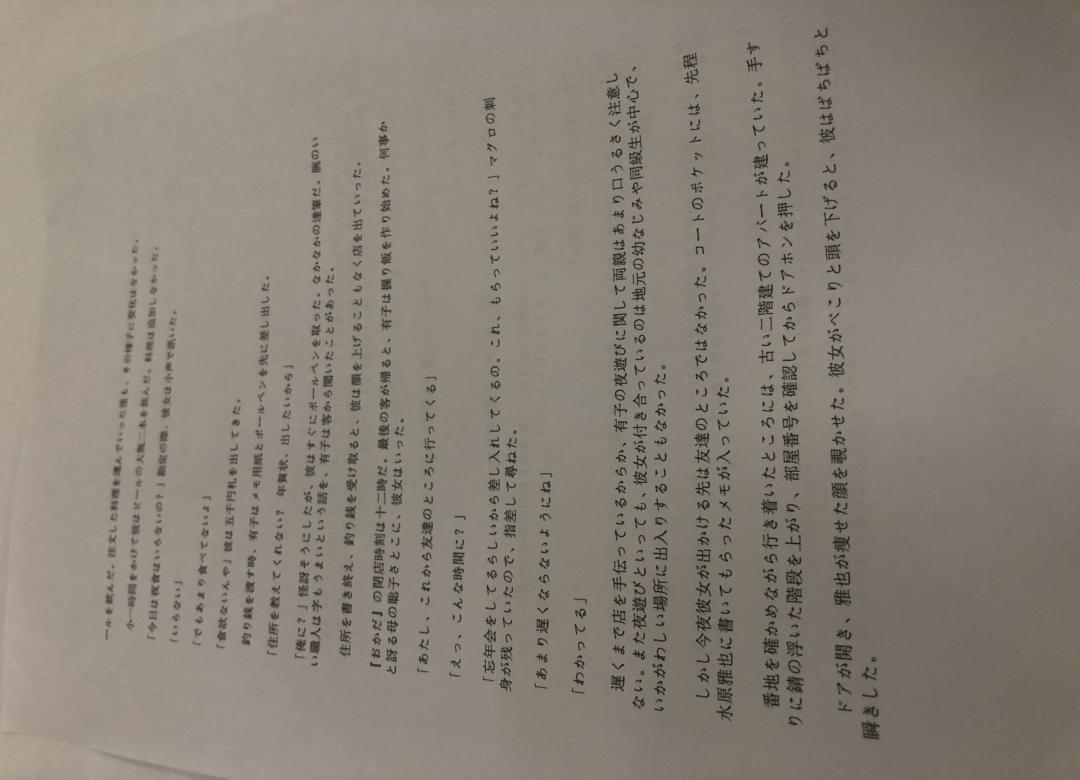 ールを飲んだ。注文した料理を運んでいった後も、その様子に変化はなかった。
小一時間をかけて彼はビールの大瓶二本を飲んだ。料理は追加しなかった。
「今日は夜食はいらないの？」勘定の際、彼女は小声で訊いた。
「いらない」
「でもあまり食べてないよ」
「食欲ないんや」彼は五千円札を出してきた。
釣り銭を渡す時、有子はメモ用紙とボールペンを先に差し出した。
「住所を教えてくれない？　年賀状、出したいから」
「俺に？」怪訝そうにしたが、彼はすぐにボールペンを取った。なかなかの達筆だ。腕のい
い職人は字もうまいという話を、有子は客から聞いたことがあった。
住所を書き終え、釣り銭を受け取ると、彼は顔を上げることもなく店を出ていった。
『おかだ』の閉店時刻は十二時だ。最後の客が帰ると、有子は握り飯を作り始めた。何事か
と訝る母の聡子さとこに、彼女はいった。
「あたし、これから友達のところに行ってくる」
「えっ、こんな時間に？」
「忘年会をしてるらしいから差し入れしてくるの。これ、もらっていいよね？」マグロの刺
身が残っていたので、指差して尋ねた。
「あまり遅くならないようにね」
「わかってる」
遅くまで店を手伝っているからか、有子の夜遊びに関して両親はあまり口うるさく注意し
ない。また夜遊びといっても、彼女が付き合っているのは地元の幼なじみや同級生が中心で、
いかがわしい場所に出入りすることもなかった。
しかし今夜彼女が出かける先は友達のところではなかった。コートのポケットには、先程
水原雅也に書いてもらったメモが入っていた。
番地を確かめながら行き着いたところには、古い二階建てのアパートが建っていた。手す
りに錆の浮いた階段を上がり、部屋番号を確認してからドアホンを押した。
ドアが開き、雅也が痩せた顔を覗かせた。彼女がぺこりと頭を下げると、彼はぱちぱちと
瞬きした。